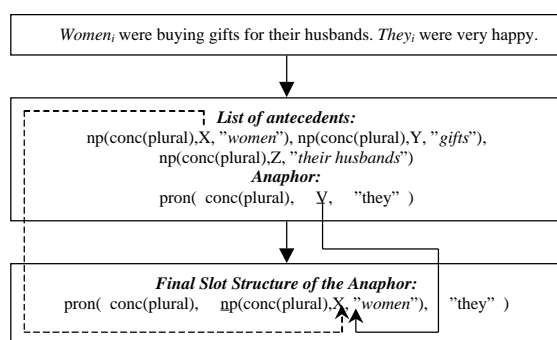 Womenᵢ were buying gifts for their husbands. Theyᵢ were very happy.
List of antecedents:
np(conc(plural),X, ”women”), np(conc(plural),Y, ”gifts”),
np(conc(plural),Z, ”their husbands”)
Anaphor:
pron( conc(plural), V, ”they” )
Final Slot Structure of the Anaphor:
pron( conc(plural), np(conc(plural),X, ”women”), ”they” )